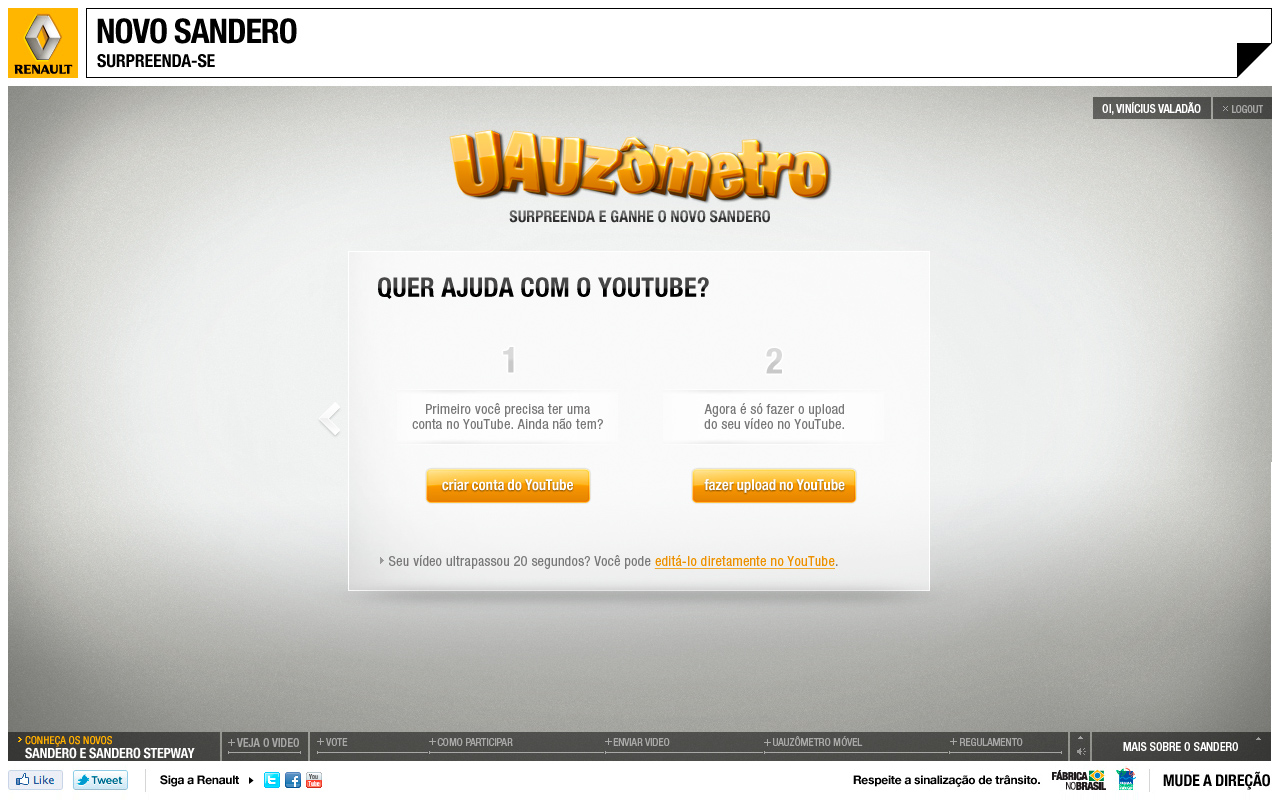 RENAULT
NOVO SANDERO
SURPREENDA-SE
OI, VINÍCIUS VALADÃO
LOGOUT
UAUzômetro
SURPREENDA E GANHE O NOVO SANDERO
QUER AJUDA COM O YOUTUBE?
1
Primeiro você precisa ter uma
conta no YouTube. Ainda não tem?
criar conta do YouTube
2
Agora é só fazer o upload
do seu vídeo no YouTube.
fazer upload no YouTube
Seu vídeo ultrapassou 20 segundos? Você pode editá-lo diretamente no YouTube.
CONHEÇA OS NOVOS
SANDERO E SANDERO STEPWAY
+VEJA O VIDEO
+VOTE
+COMO PARTICIPAR
+ENVIAR VIDEO
+UAUZÔMETRO MÓVEL
+REGULAMENTO
MAIS SOBRE O SANDERO
Like
Tweet
Siga a Renault
You
Tube
Respeite a sinalização de trânsito.
FÁBRICA
NO BRASIL
MUDE A DIREÇÃO